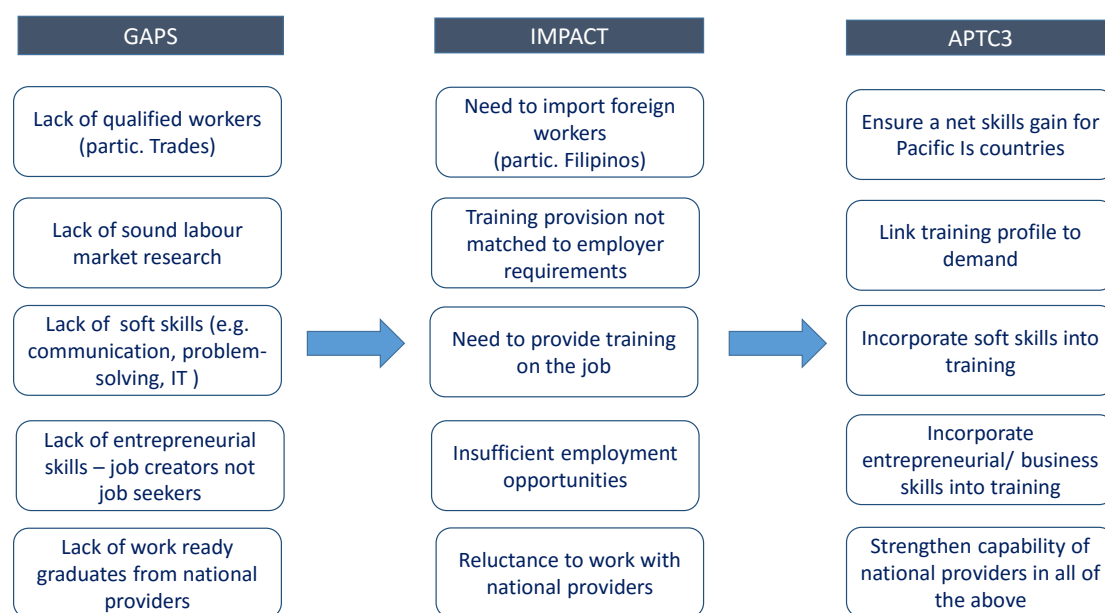 GAPS
IMPACT
APTC3
Lack of qualified workers
(partic. Trades)
Need to import foreign
workers
(partic. Filipinos)
Ensure a net skills gain for
Pacific Is countries
Lack of sound labour
market research
Training provision not
matched to employer
requirements
Link training profile to
demand
Lack of  soft skills (e.g.
communication, problem-
solving, IT )
Need to provide training
on the job
Incorporate soft skills into
training
Lack of entrepreneurial
skills – job creators not
job seekers
Insufficient employment
opportunities
Incorporate
entrepreneurial/ business
skills into training
Lack of work ready
graduates from national
providers
Reluctance to work with
national providers
Strengthen capability of
national providers in all of
the above